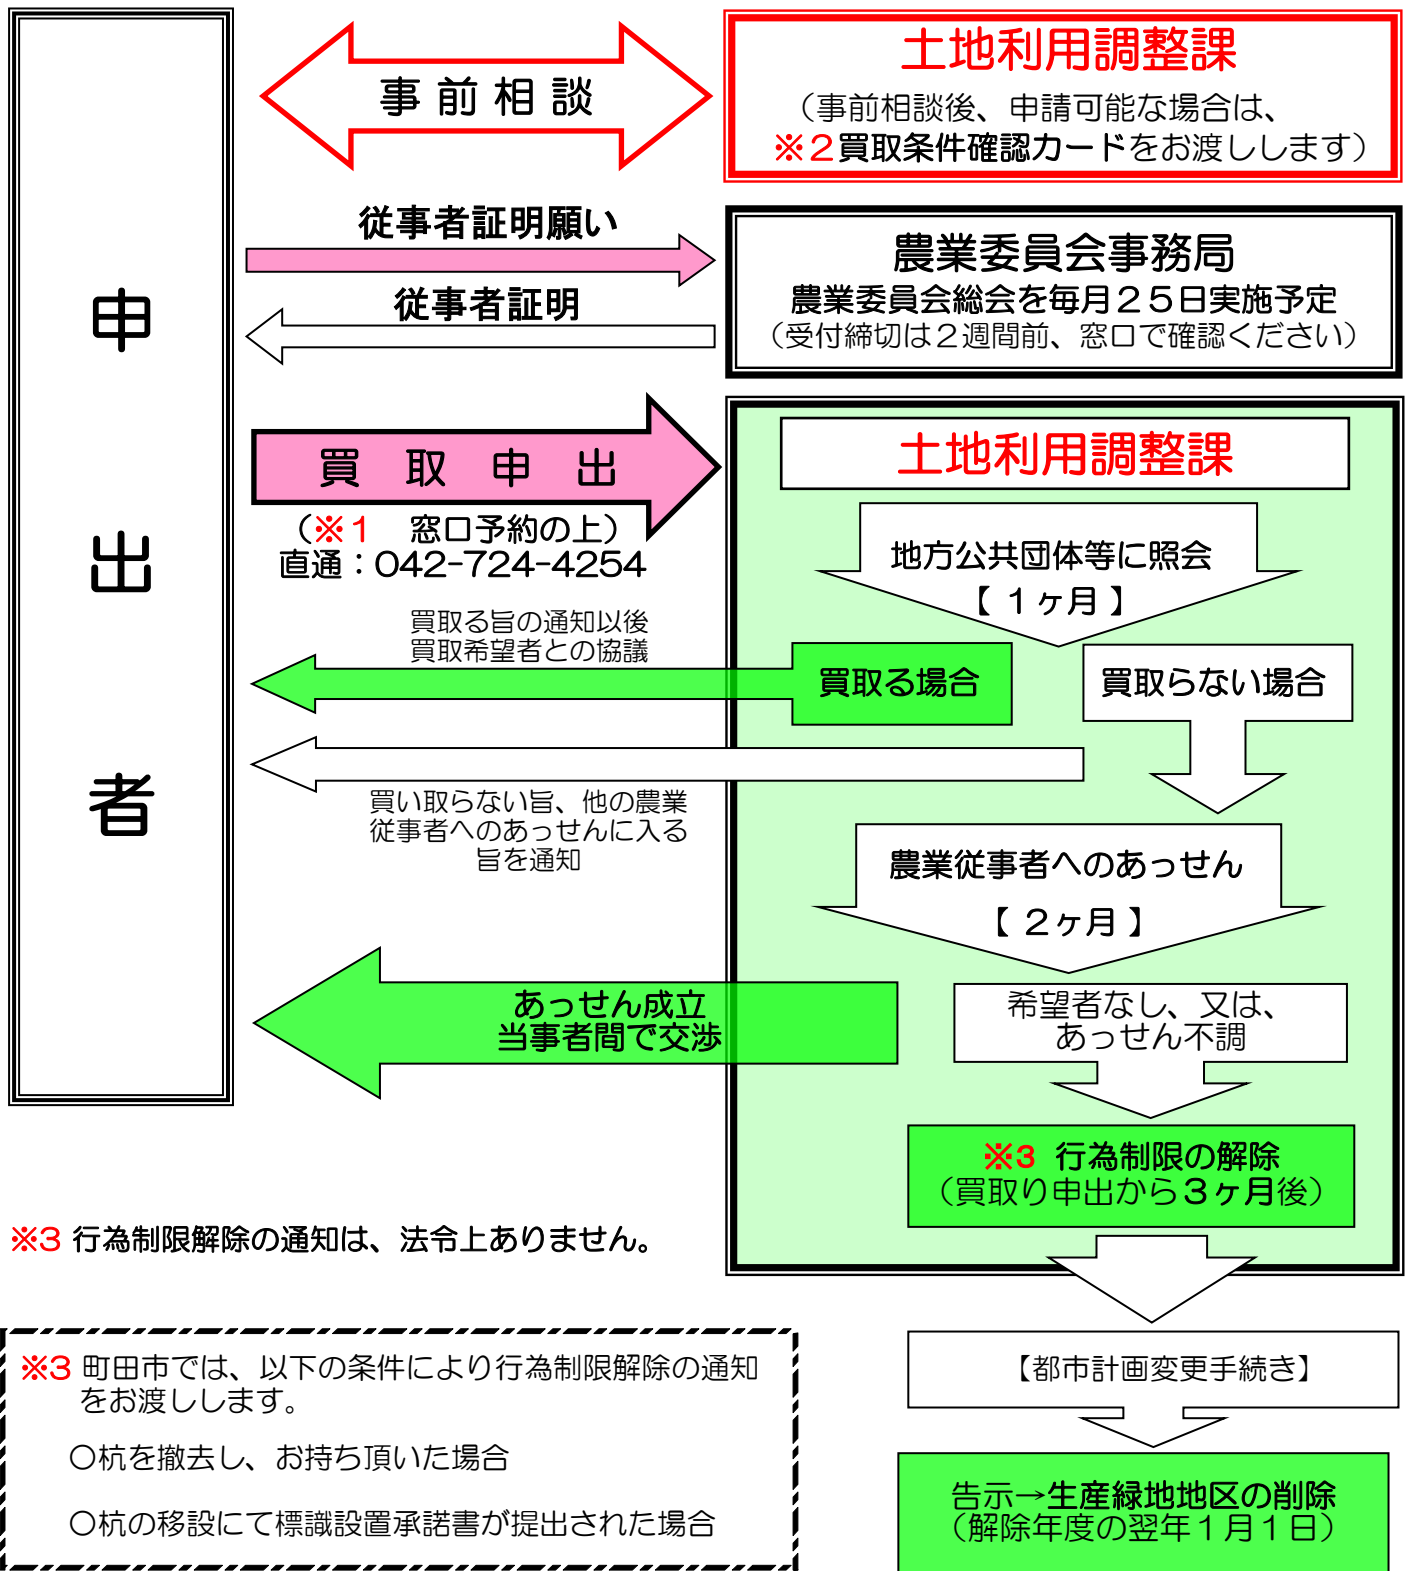 申出者
事前相談
土地利用調整課
（事前相談後、申請可能な場合は、
※２買取条件確認カードをお渡しします）
従事者証明願い
従事者証明
農業委員会事務局
農業委員会総会を毎月２５日実施予定
（受付締切は２週間前、窓口で確認ください）
買取申出
（※１　窓口予約の上）
直通：042-724-4254
土地利用調整課
地方公共団体等に照会
【１ヶ月】
買取る旨の通知以後
買取希望者との協議
買取る場合
買取らない場合
買い取らない旨、他の農業
従事者へのあっせんに入る
旨を通知
農業従事者へのあっせん
【２ヶ月】
あっせん成立
当事者間で交渉
希望者なし、又は、
あっせん不調
※3 行為制限の解除
（買取り申出から３ヶ月後）
※3 行為制限解除の通知は、法令上ありません。
※3 町田市では、以下の条件により行為制限解除の通知
をお渡しします。
〇杭を撤去し、お持ち頂いた場合
〇杭の移設にて標識設置承諾書が提出された場合
【都市計画変更手続き】
告示→生産緑地地区の削除
（解除年度の翌年１月１日）